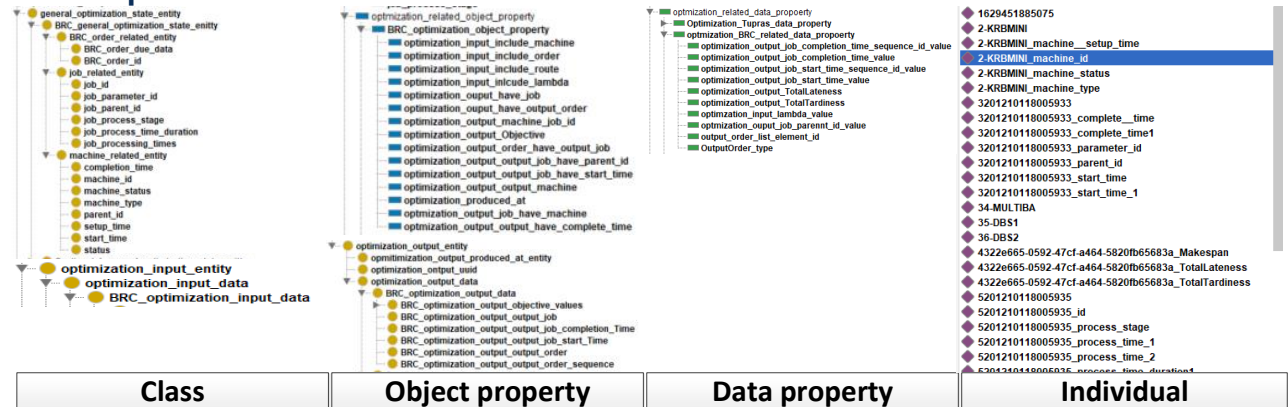 general_optimization_state_entity
BRC_general_optimization_state_entitty
BRC_order_related_entity
BRC_order_due_data
BRC_order_id
job_related_entity
job_id
job_parameter_id
job_parent_id
job_process_stage
job_process_time_duration
job_processing_times
machine_related_entity
completion_time
machine_id
machine_status
machine_type
parent_id
setup_time
start_time
status
optimization_input_entity
optimization_input_data
BRC_optimization_input_data
Class
optmization_related_object_property
BRC_optimization_object_property
optimization_input_include_machine
optimization_input_include_order
optimization_input_include_route
optimization_input_inlcude_lambda
optimization_ouput_have_job
optimization_ouput_have_output_order
optimization_output_machine_job_id
optimization_output_Objective
optimization_output_order_have_output_job
optimization_output_output_job_have_parent_id
optimization_output_output_job_have_start_time
optimization_output_output_machine
optimization_produced_at
optmization_output_job_have_machine
optmization_output_output_have_complete_time
optimization_output_entity
opmitimization_output_produced_at_entity
optimization_ontput_uuid
optimization_output_data
BRC_optimization_output_data
BRC_optimization_output_objective_values
BRC_optimization_output_output_job
BRC_optimization_output_output_job_completion_Time
BRC_optimization_output_output_job_start_Time
BRC_optimization_output_output_order
BRC_optimization_output_output_order_sequence
Object property
optmization_related_data_propoerty
Optimization_Tupras_data_property
optmization_BRC_related_data_propoerty
optimization_output_job_completion_time_sequence_id_value
optimization_output_job_completion_time_value
optimization_output_job_start_time_sequence_id_value
optimization_output_job_start_time_value
optimization_output_TotalLateness
optimization_output_TotalTardiness
optmization_input_lambda_value
optmization_ouput_job_parennt_id_value
output_order_list_element_id
OutputOrder_type
Data property
1629451885075
2-KRBMINI
2-KRBMINI_machine__setup_time
2-KRBMINI_machine_id
2-KRBMINI_machine_status
2-KRBMINI_machine_type
3201210118005933
3201210118005933_complete__time
3201210118005933_complete_time1
3201210118005933_parameter_id
3201210118005933_parent_id
3201210118005933_start_time
3201210118005933_start_time_1
34-MULTIBA
35-DBS1
36-DBS2
4322e665-0592-47cf-a464-5820fb65683a_Makespan
4322e665-0592-47cf-a464-5820fb65683a_TotalLateness
4322e665-0592-47cf-a464-5820fb65683a_TotalTardiness
5201210118005935
5201210118005935_id
5201210118005935_process_stage
5201210118005935_process_time_1
5201210118005935_process_time_2
5201210118005935_process_time_duration1
Individual